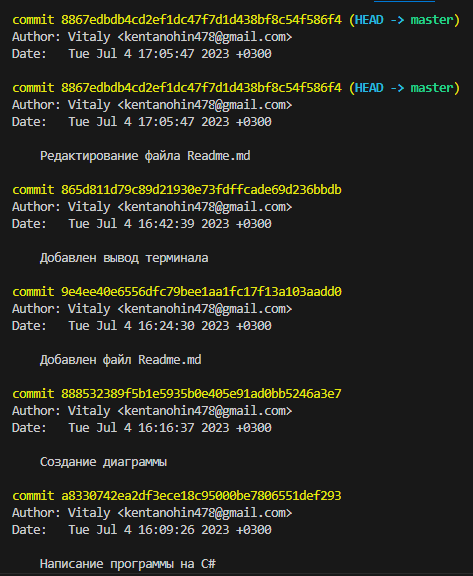 commit 8867edbdb4cd2ef1dc47f7d1d438bf8c54f586f4 (HEAD -> master)
Author: Vitaly <kentanohin478@gmail.com>
Date:   Tue Jul 4 17:05:47 2023 +0300
commit 8867edbdb4cd2ef1dc47f7d1d438bf8c54f586f4 (HEAD -> master)
Author: Vitaly <kentanohin478@gmail.com>
Date:   Tue Jul 4 17:05:47 2023 +0300
Редактирование файла Readme.md
commit 865d811d79c89d21930e73fdffcade69d236bbdb
Author: Vitaly <kentanohin478@gmail.com>
Date:   Tue Jul 4 16:42:39 2023 +0300
Добавлен вывод терминала
commit 9e4ee40e6556dfc79bee1aa1fc17f13a103aadd0
Author: Vitaly <kentanohin478@gmail.com>
Date:   Tue Jul 4 16:24:30 2023 +0300
Добавлен файл Readme.md
commit 888532389f5b1e5935b0e405e91ad0bb5246a3e7
Author: Vitaly <kentanohin478@gmail.com>
Date:   Tue Jul 4 16:16:37 2023 +0300
Создание диаграммы
commit a8330742ea2df3ece18c95000be7806551def293
Author: Vitaly <kentanohin478@gmail.com>
Date:   Tue Jul 4 16:09:26 2023 +0300
Написание программы на C#